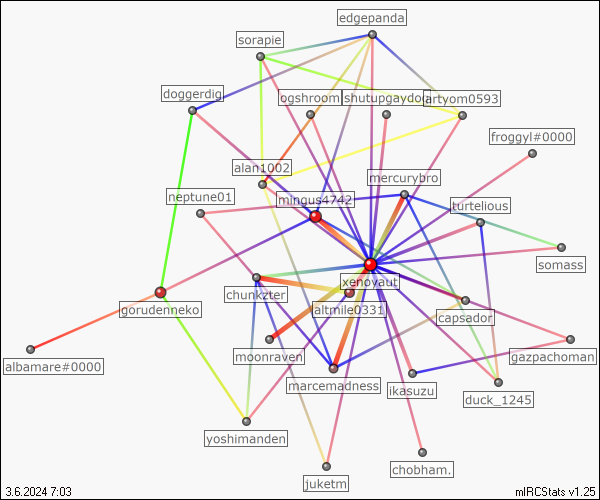 edgepanda
sorapie
doggerdig
ogshroom
shutupgaydog
artyom0593
froggyl#0000
alan1002
mercurybro
neptune01
mingus4742
turtelious
somass
xenoyaut
chunkzter
altmile0331
gorudenneko
capsador
moonraven
gazpachoman
albamare#0000
marcemadness
ikasuzu
duck_1245
yoshimanden
chobham.
juketm
3.6.2024 7:03
mIRCStats v1.25